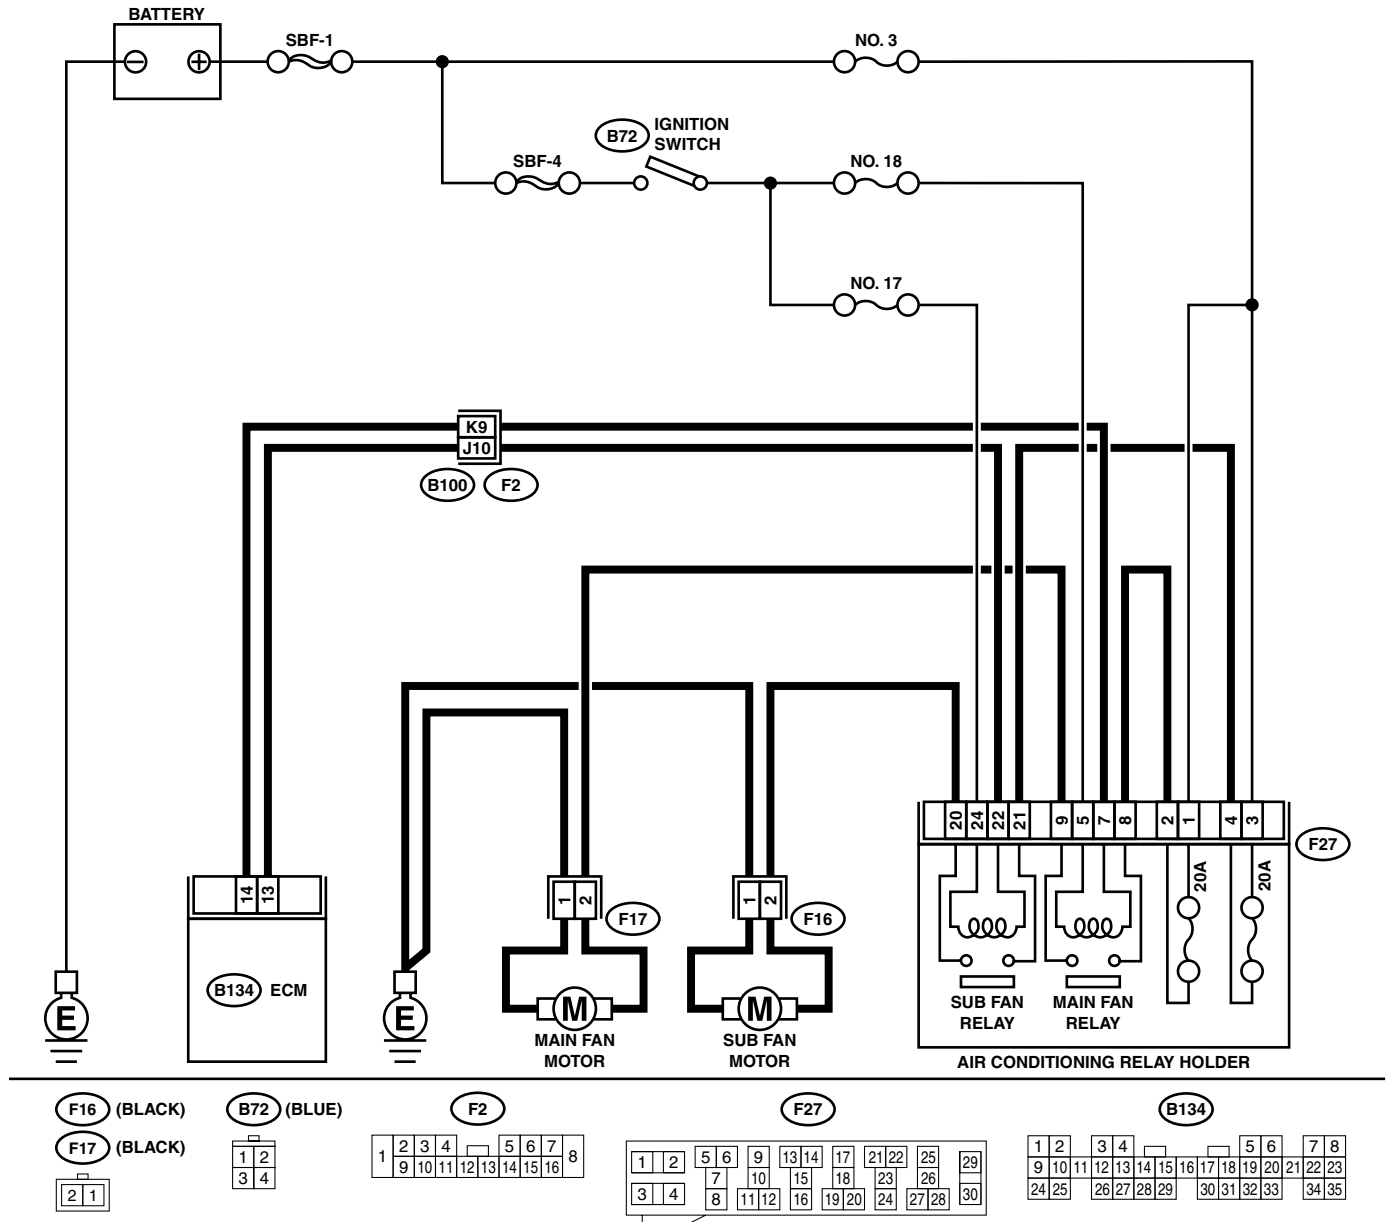 BATTERY
SBF-1
NO. 3
B72
IGNITION
SWITCH
SBF-4
NO. 18
NO. 17
K9
J10
B100
F2
20
24
22
21
9
5
7
8
2
1
4
3
F27
14
13
1
2
F17
1
2
F16
20A
20A
B134
ECM
E
E
M
M
MAIN FAN
MOTOR
SUB FAN
MOTOR
SUB FAN
RELAY
MAIN FAN
RELAY
AIR CONDITIONING RELAY HOLDER
F16 (BLACK)
F17 (BLACK)
2 1
B72 (BLUE)
1 2
3 4
F2
1 2 3 4 5 6 7 8
9 10 11 12 13 14 15 16
F27
1 2 5 6 9 13 14 17 21 22 25 29
7 10 15 18 23 26
3 4 8 11 12 16 19 20 24 27 28 30
B134
1 2 3 4 5 6 7 8
9 10 11 12 13 14 15 16 17 18 19 20 21 22 23
24 25 26 27 28 29 30 31 32 33 34 35